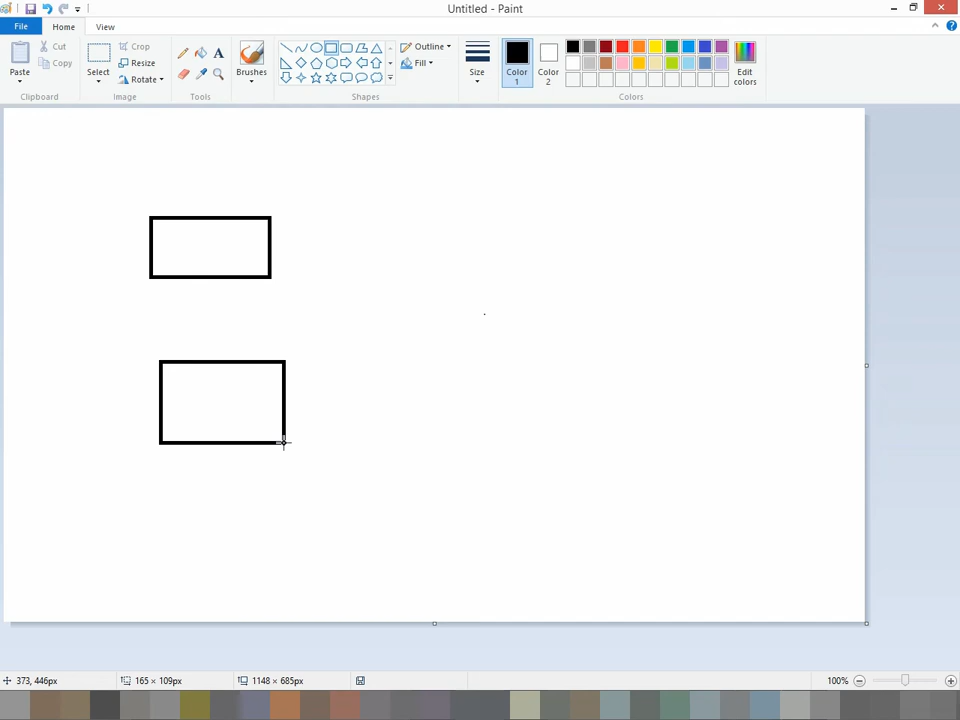 Untitled - Paint
File
Home
View
Paste
Cut
Copy
Clipboard
Select
Crop
Resize
Rotate
Image
A
Tools
Brushes
Outline
Fill
Shapes
Size
Color 1
Color 2
Edit colors
Colors
373, 446px
165 × 109px
1148 × 685px
100%